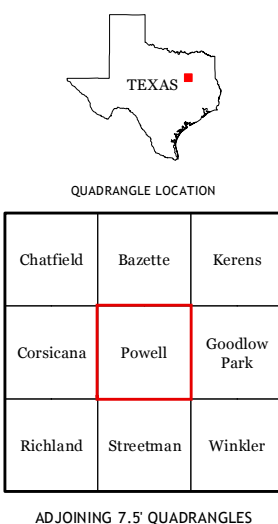 TEXAS
QUADRANGLE LOCATION
Chatfield
Bazette
Kerens
Corsicana
Powell
Goodlow
Park
Richland
Streetman
Winkler
ADJOINING 7.5' QUADRANGLES